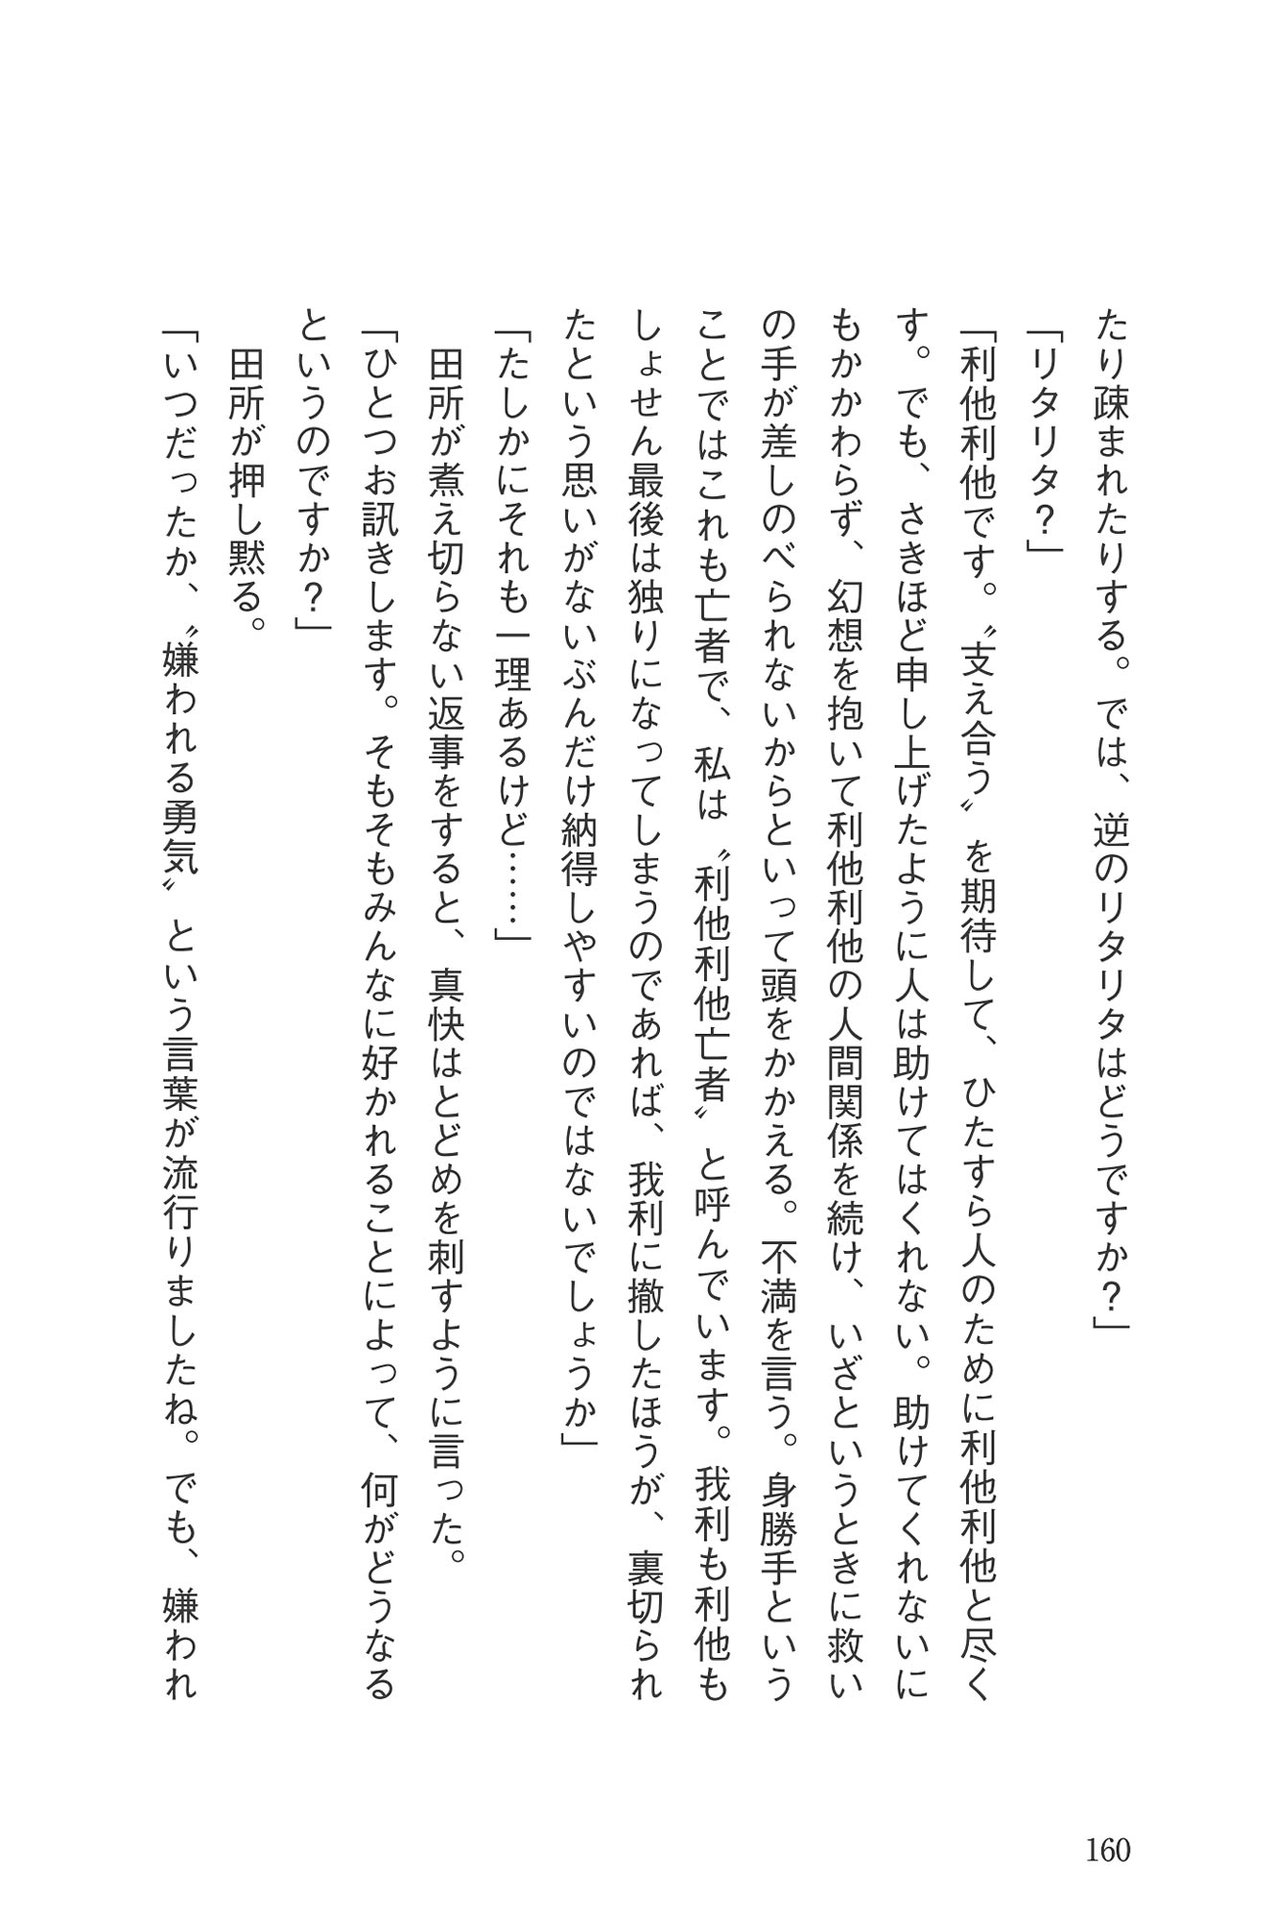 たり疎まれたりする。では、逆のリタリタはどうですか？」
「リタリタ？」
「利他利他です。〝支え合う〟を期待して、ひたすら人のために利他利他と尽く
す。でも、さきほど申し上げたように人は助けてはくれない。助けてくれないに
もかかわらず、幻想を抱いて利他利他の人間関係を続け、いざというときに救い
の手が差しのべられないからといって頭をかかえる。不満を言う。身勝手という
ことではこれも亡者で、私は〝利他利他亡者〟と呼んでいます。我利も利他も
しょせん最後は独りになってしまうのであれば、我利に撤したほうが、裏切られ
たという思いがないぶんだけ納得しやすいのではないでしょうか」
「たしかにそれも一理あるけど……」
　田所が煮え切らない返事をすると、真快はとどめを刺すように言った。
「ひとつお訊きします。そもそもみんなに好かれることによって、何がどうなる
というのですか？」
　田所が押し黙る。
「いつだったか、〝嫌われる勇気〟という言葉が流行りましたね。でも、嫌われ
160